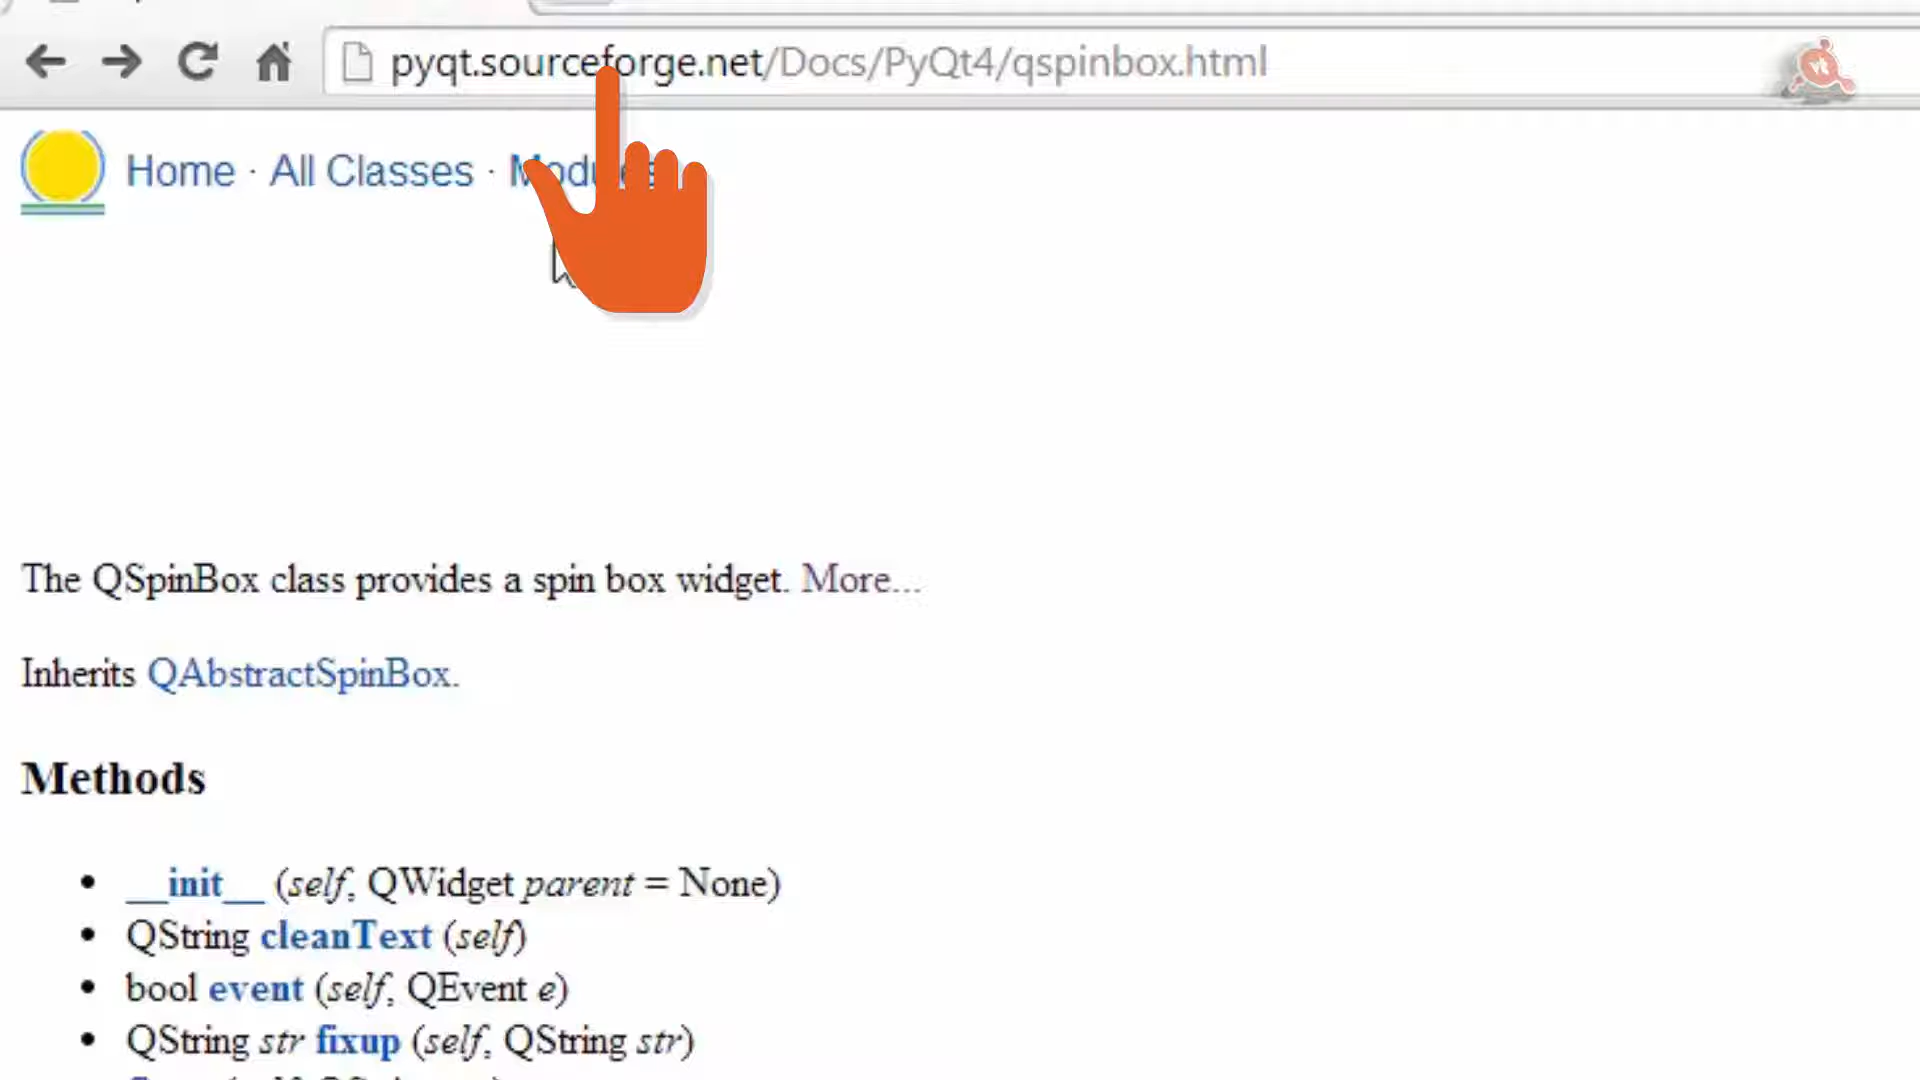 pyqt.sourceforge.net/Docs/PyQt4/qspinbox.html
Home · All Classes ·
The QSpinBox class provides a spin box widget. More...
Inherits QAbstractSpinBox.
Methods
__init__ (self, QWidget parent = None)
QString cleanText (self)
bool event (self, QEvent e)
QString str fixup (self, QString str)